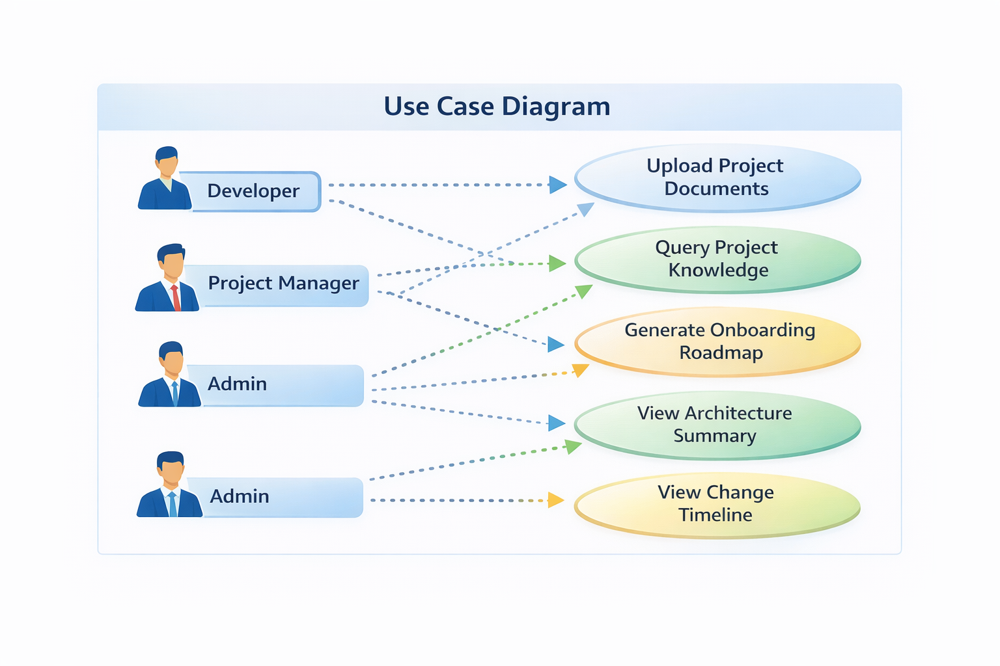 Use Case Diagram
Developer
Project Manager
Admin
Admin
Upload Project
Documents
Query Project
Knowledge
Generate Onboarding
Roadmap
View Architecture
Summary
View Change
Timeline